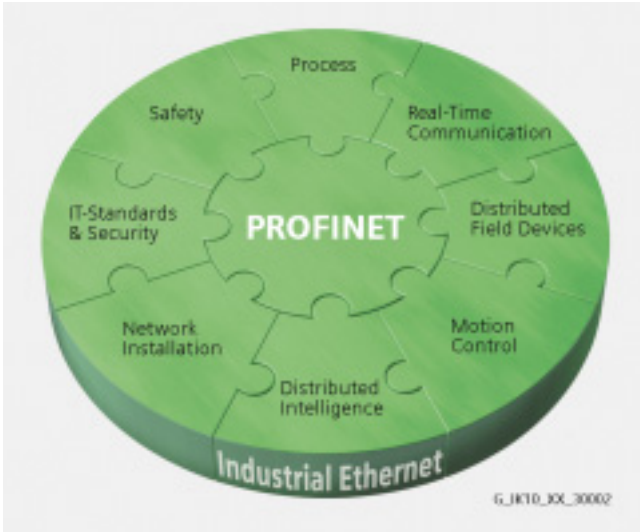 Process
Safety
Real-Time
Communication
IT-Standards
& Security
PROFINET
Distributed
Field Devices
Network
Installation
Motion
Control
Distributed
Intelligence
Industrial Ethernet
G_IK10_XX_30002